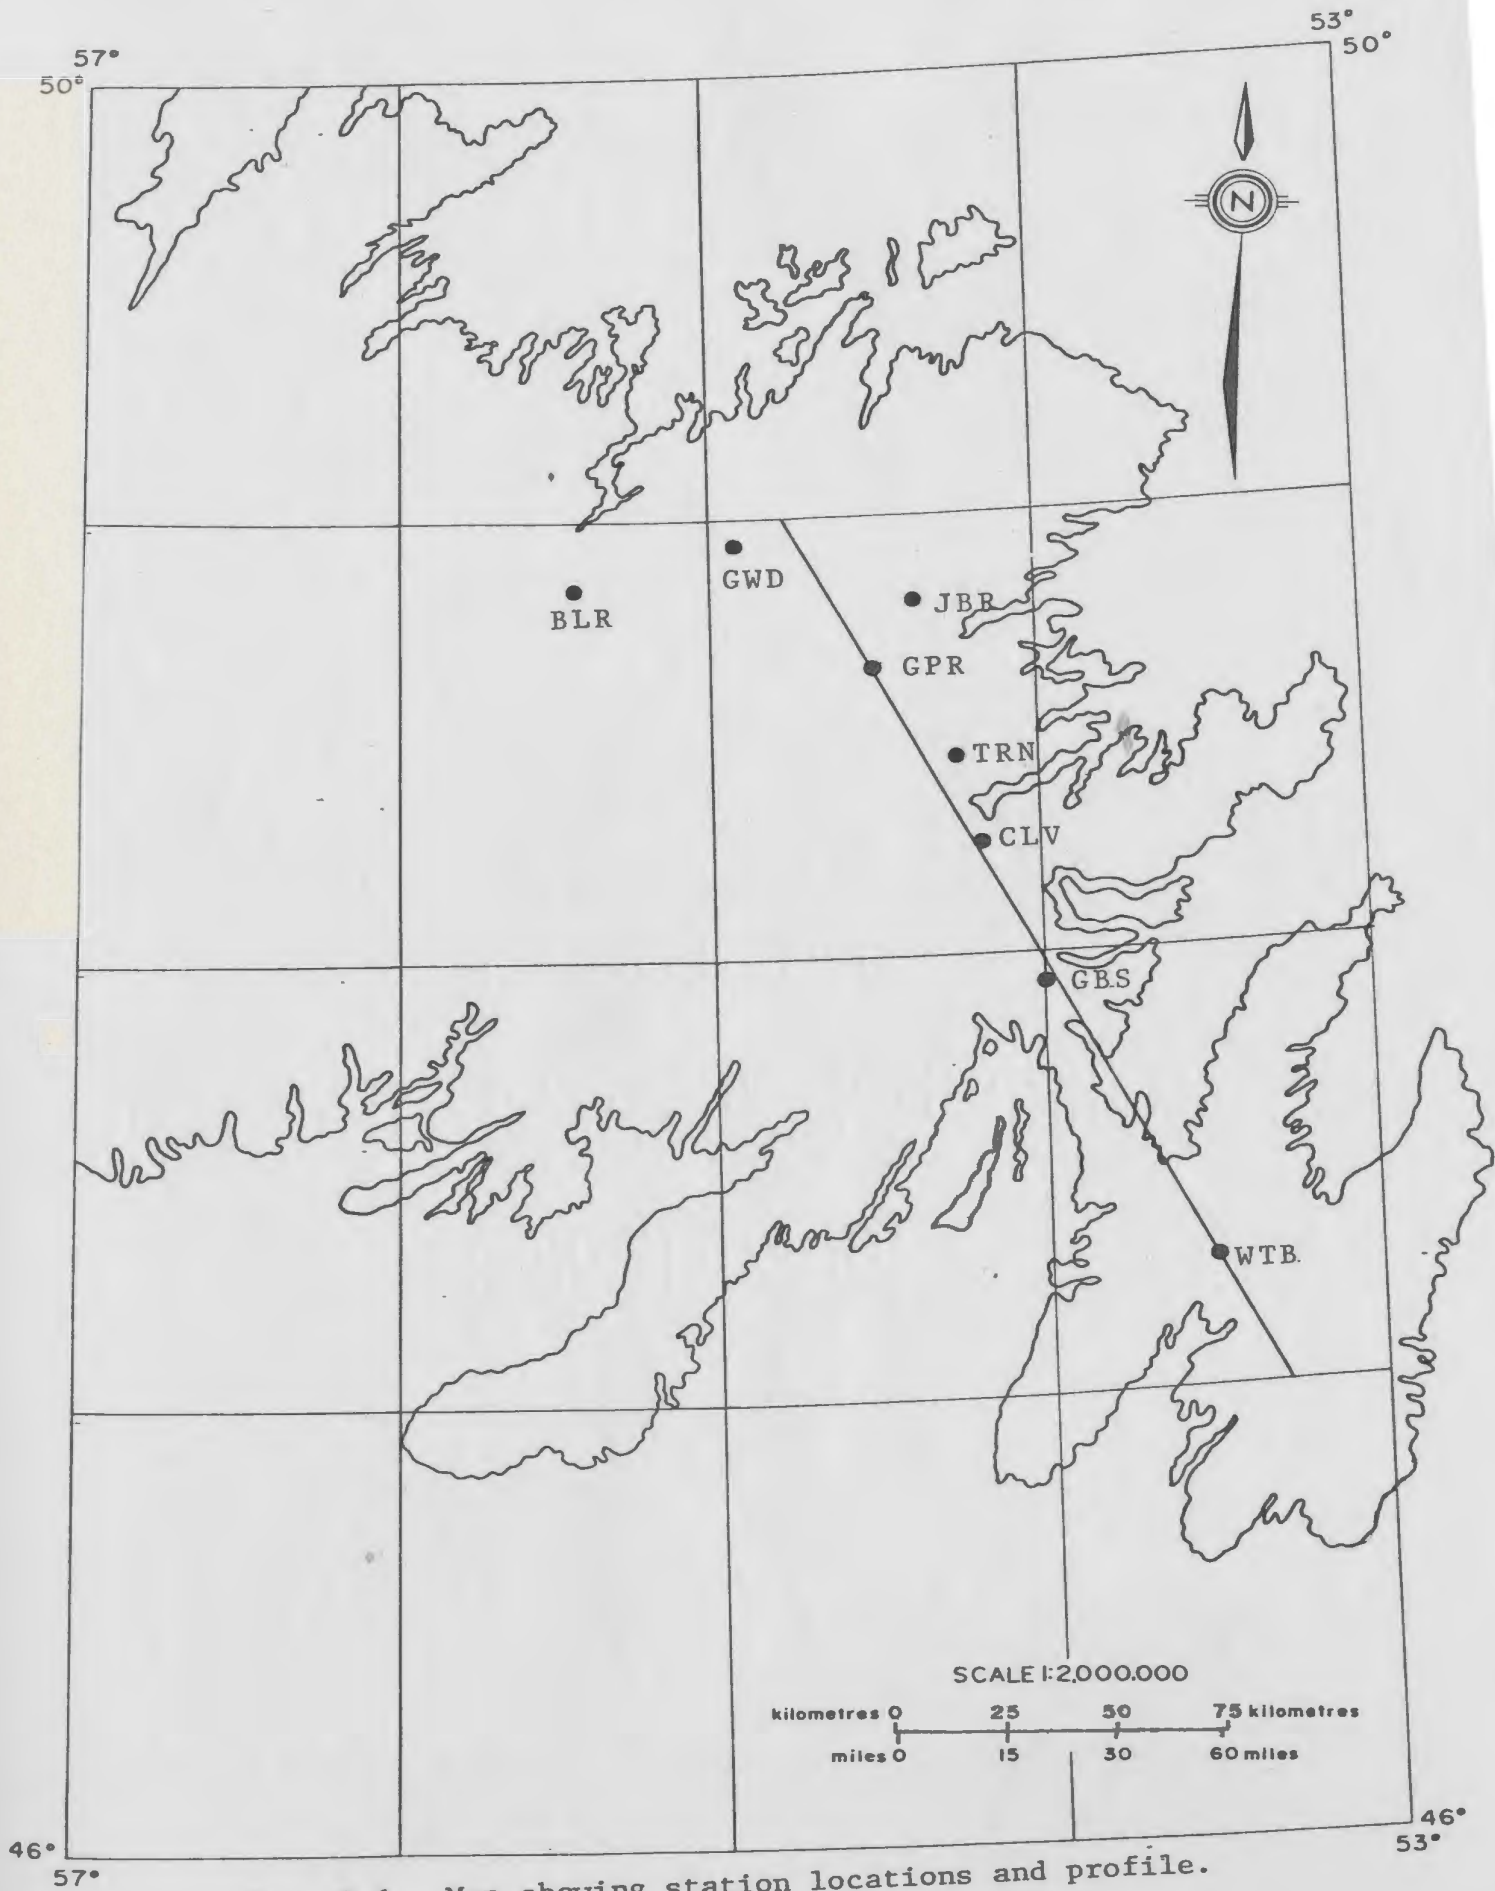 53°
57°
50°
50°
N
GWD
BLR
JBR
GPR
TRN
CLV
GBS
WTB.
SCALE 1:2,000,000
kilometres 0 25 50 75 kilometres
miles 0 15 30 60 miles
46°
46°
53°
57°
showing station locations and profile.